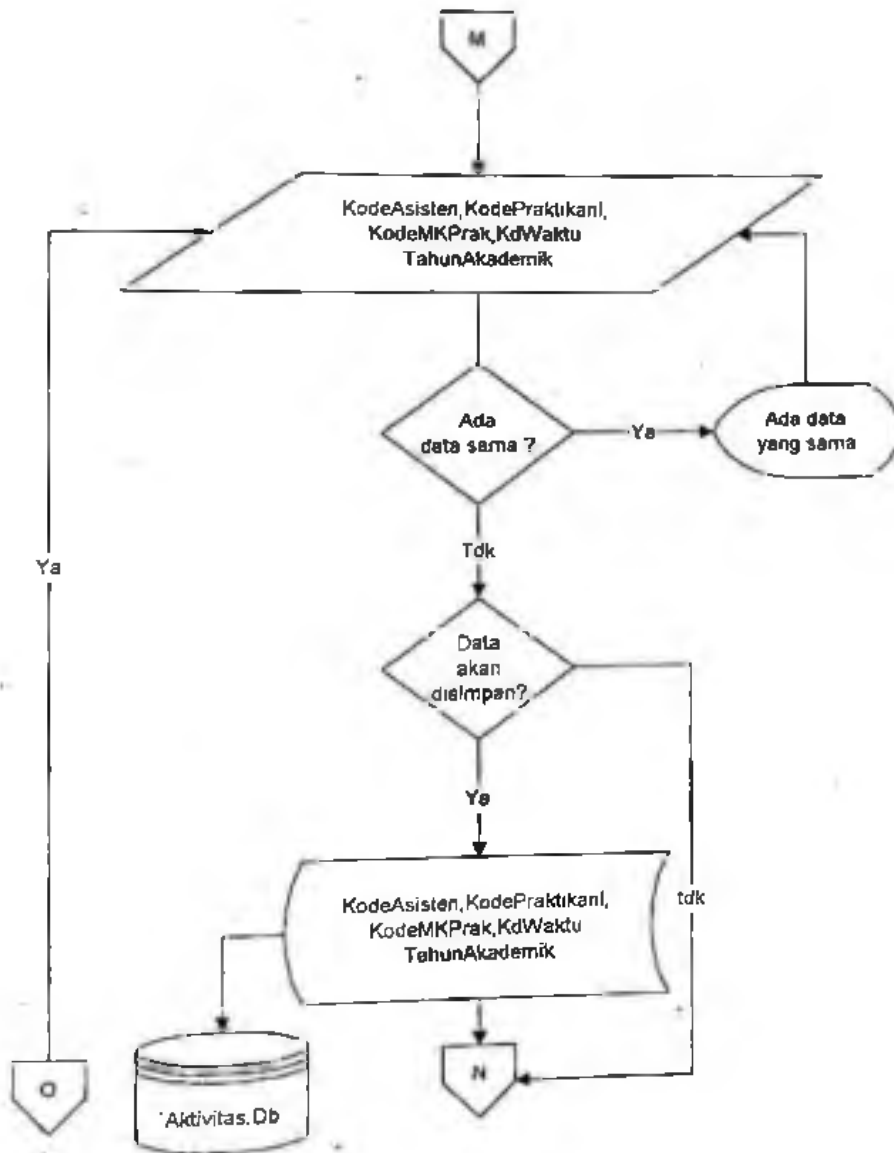 M
KodeAsisten,KodePraktikanI,
KodeMKPrak,KdWaktu
TahunAkademik
Ada
data sama ?
Ya
Ada data
yang sama
Tdk
Ya
Data
akan
disimpan?
Ya
KodeAsisten,KodePraktikanI,
KodeMKPrak,KdWaktu
TahunAkademik
tdk
O
Aktivitas.Db
N